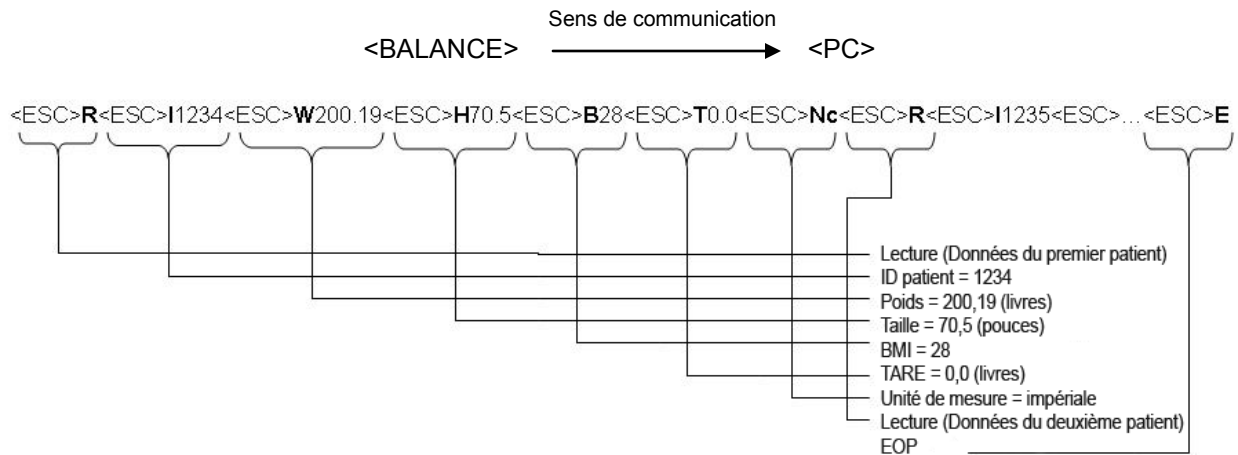 Sens de communication
<BALANCE> <PC>
<ESC>R<ESC>I1234<ESC>W200.19<ESC>H70.5<ESC>B28<ESC>T0.0<ESC>Nc<ESC>R<ESC>I1235<ESC>...<ESC>E
Lecture (Données du premier patient)
ID patient = 1234
Poids = 200,19 (livres)
Taille = 70,5 (pouces)
BMI = 28
TARE = 0,0 (livres)
Unité de mesure = impériale
Lecture (Données du deuxième patient)
EOP